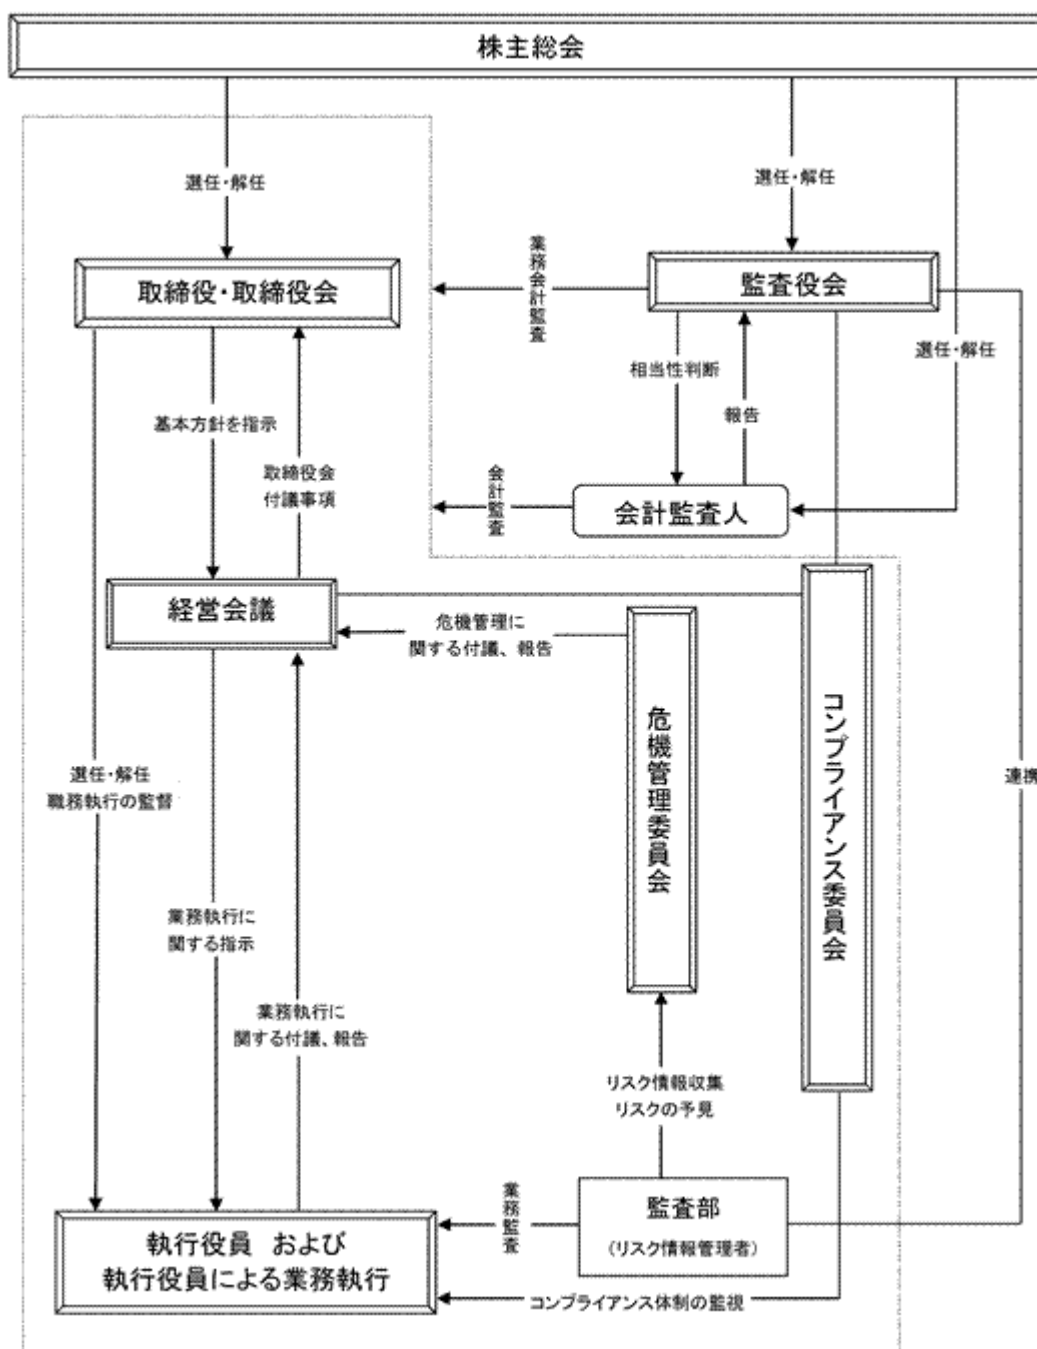 株主総会
選任・解任
選任・解任
選任・解任
取締役・取締役会
業務会計監査
監査役会
相当性判断
報告
基本方針を指示
取締役会
付議事項
会計監査
会計監査人
経営会議
危機管理に
関する付議、報告
危機管理委員会
コンプライアンス委員会
連携
選任・解任
職務執行の監督
業務執行に
関する指示
業務執行に
関する付議、報告
リスク情報収集
リスクの予見
執行役員 および
執行役員による業務執行
業務監査
監査部
(リスク情報管理者)
コンプライアンス体制の監視